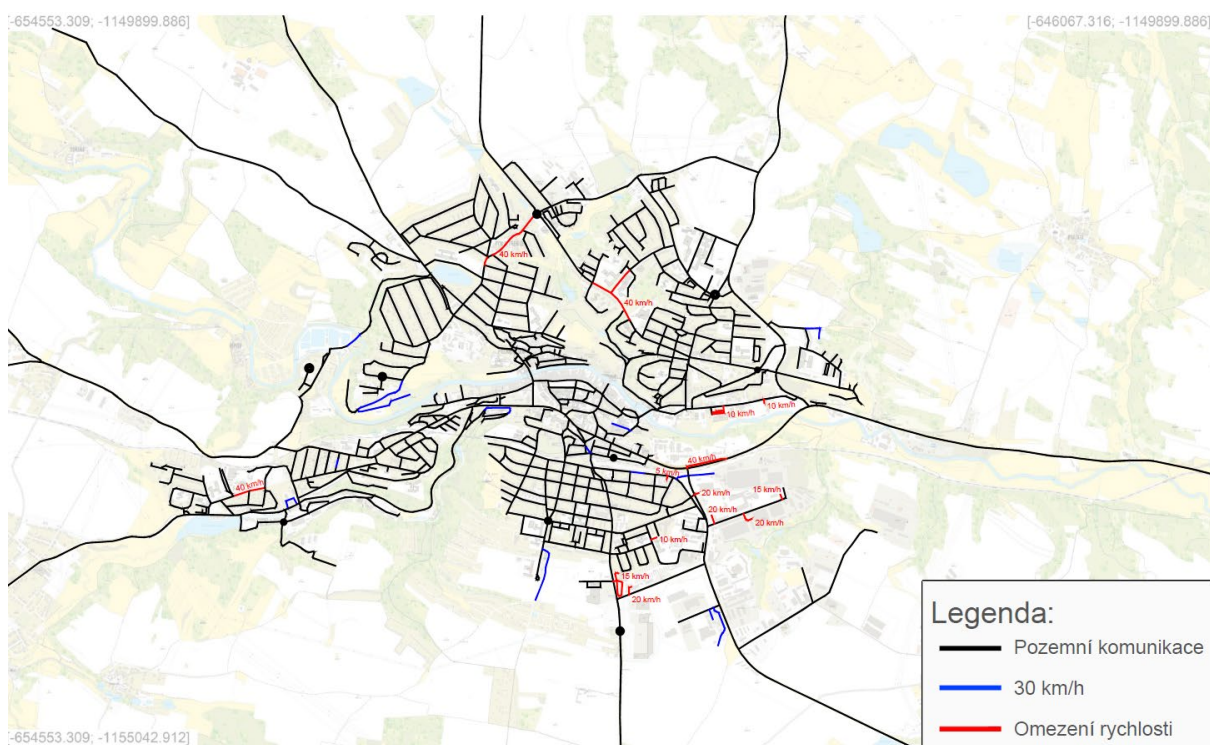 -654553.309; -1149899.886]
[-646067.316; -1149899.886]
40 km/h
40 km/h
10 km/h
10 km/h
40 km/h
5 km/h
40 km/h
20 km/h
15 km/h
20 km/h
20 km/h
10 km/h
15 km/h
20 km/h
Legenda:
Pozemní komunikace
30 km/h
Omezení rychlosti
-654553.309; -1155042.912]